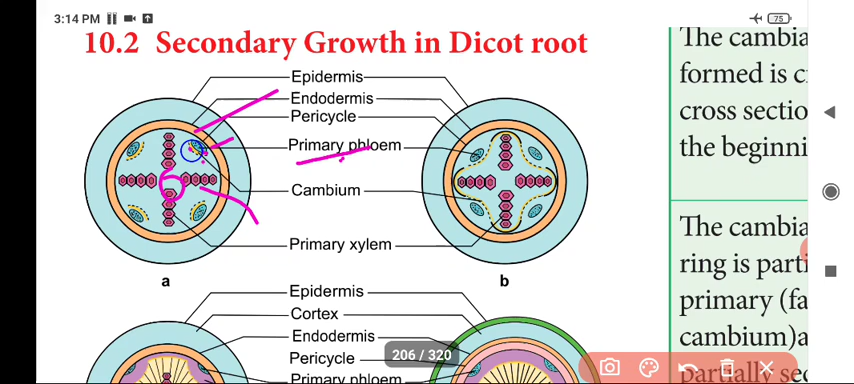 3:14 PM
75
10.2 Secondary Growth in Dicot root
Epidermis
Endodermis
Pericycle
Primary phloem
Cambium
Primary xylem
a
b
Epidermis
Cortex
Endodermis
Pericycle
Primary phloem
206 / 320
The cambia
formed is c
cross sectio
the beginni
The cambia
ring is parti
primary (fa
cambium)a
partially sec